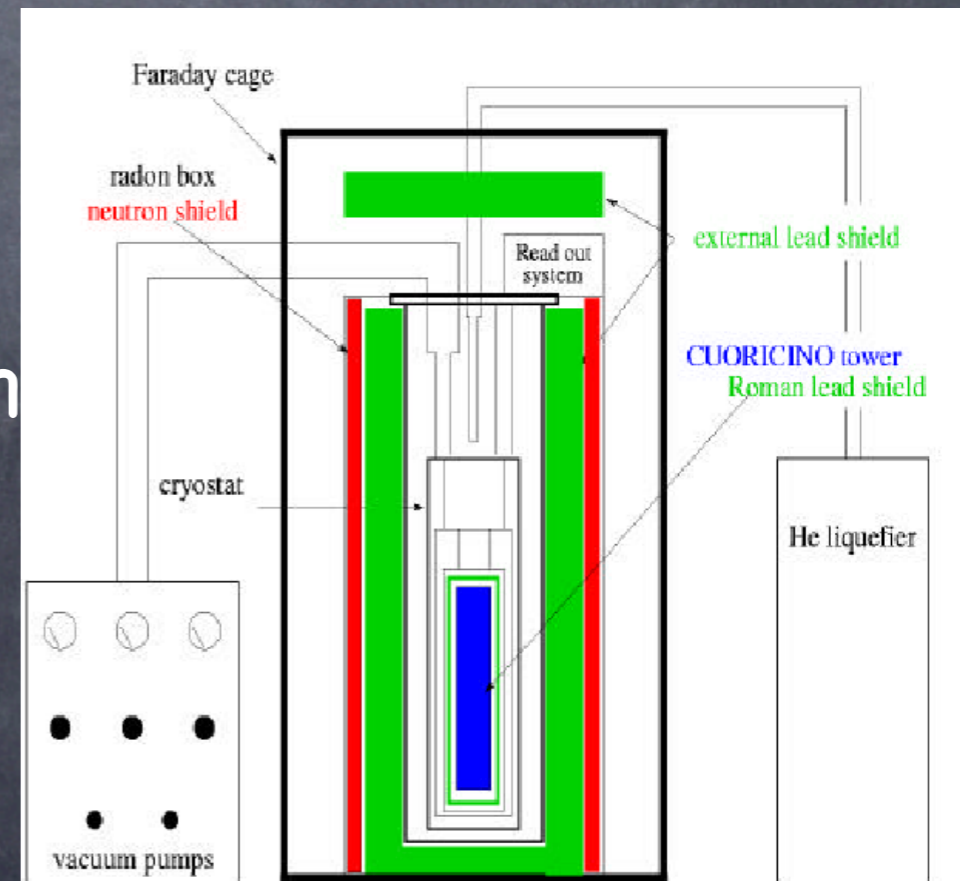 Faraday cage
radon box
neutron shield
Read out
system
external lead shield
CUORICINO tower
Roman lead shield
n
cryostat
He liquefier
vacuum pumps